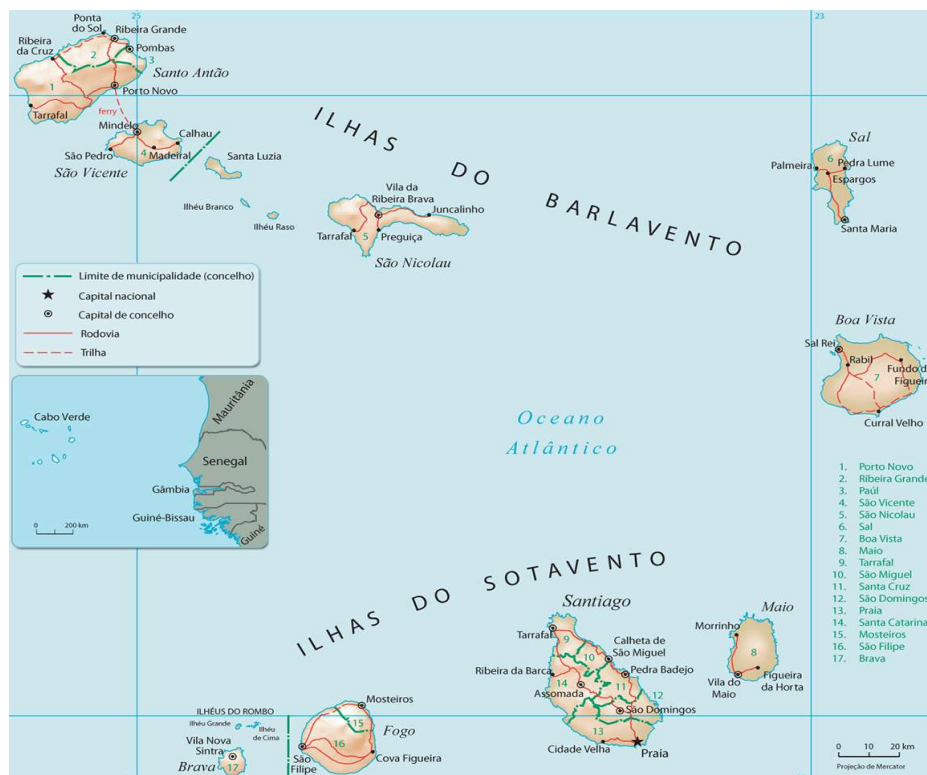 25
23
Ponta
do Sol
Ribeira Grande
Ribeira
da Cruz
Pombas
2
3
Santo Antão
1
Porto Novo
Tarrafal
ferry
Mindelo
Calhau
São Pedro
4
Madeiral
São Vicente
Santa Luzia
Ilhéu Branco
Ilhéu Raso
ILHAS DO BARLAVENTO
Vila da
Ribeira Brava
Juncalinho
Tarrafal
5
Preguiça
São Nicolau
Sal
6
Palmeira
Pedra Lume
Espargos
Santa Maria
Boa Vista
Sal Rei
Rabil
7
Fundo d
Figueir
Curral Velho
Limite de municipalidade (concelho)
Capital nacional
Capital de concelho
Rodovia
Trilha
Cabo Verde
Mauritânia
Senegal
Gâmbia
Guiné-Bissau
Guiné
0 200 km
Oceano
Atlântico
1. Porto Novo
2. Ribeira Grande
3. Paúl
4. São Vicente
5. São Nicolau
6. Sal
7. Boa Vista
8. Maio
9. Tarrafal
10. São Miguel
11. Santa Cruz
12. São Domingos
13. Praia
14. Santa Catarina
15. Mosteiros
16. São Filipe
17. Brava
ILHAS DO SOTAVENTO
Santiago
Tarrafal
9
10
Calheta de
São Miguel
Ribeira da Barca
Pedra Badejo
14
11
12
Assomada
São Domingos
13
Cidade Velha
Praia
Maio
Morrinho
8
Vila do
Maio
Figueira
da Horta
ILHÉUS DO ROMBO
Ilhéu Grande
Ilhéu
de Cima
Vila Nova
Sintra
Brava
17
Mosteiros
15
16
Fogo
São
Filipe
Cova Figueira
0 10 20 km
Projeção de Mercator